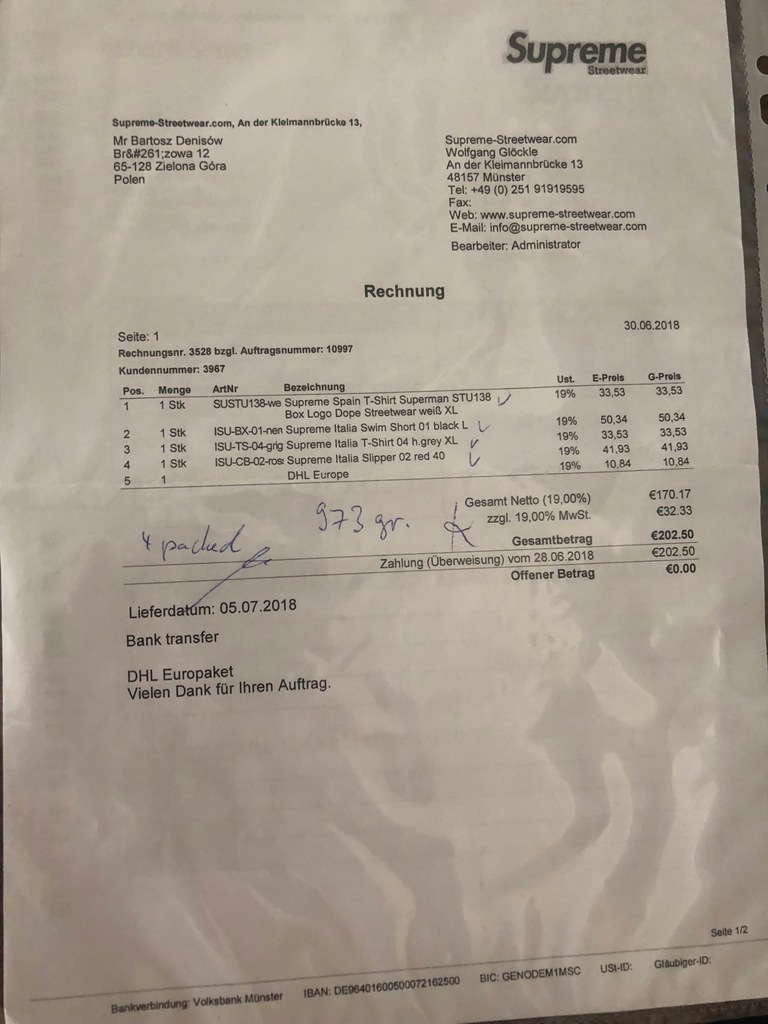 Supreme
Streetwear
Supreme-Streetwear.com, An der Kleimannbrücke 13,
Mr Bartosz Denisów
Br&#261;zowa 12
65-128 Zielona Góra
Polen
Supreme-Streetwear.com
Wolfgang Glöckle
An der Kleimannbrücke 13
48157 Münster
Tel: +49 (0) 251 91919595
Fax:
Web: www.supreme-streetwear.com
E-Mail: info@supreme-streetwear.com
Bearbeiter: Administrator
Rechnung
30.06.2018
Seite: 1
Rechnungsnr. 3528 bzgl. Auftragsnummer: 10997
Kundennummer: 3967
Pos. Menge ArtNr Bezeichnung Ust. E-Preis G-Preis
1 1 Stk SUSTU138-we Supreme Spain T-Shirt Superman STU138 19% 33,53 33,53
Box Logo Dope Streetwear weiß XL
2 1 Stk ISU-BX-01-nen Supreme Italia Swim Short 01 black L 19% 50,34 50,34
3 1 Stk ISU-TS-04-grig Supreme Italia T-Shirt 04 h.grey XL 19% 33,53 33,53
4 1 Stk ISU-CB-02-ros Supreme Italia Slipper 02 red 40 19% 41,93 41,93
5 1 DHL Europe 19% 10,84 10,84
Gesamt Netto (19,00%) €170.17
zzgl. 19,00% MwSt. €32.33
Gesamtbetrag €202.50
Zahlung (Überweisung) vom 28.06.2018 €202.50
Offener Betrag €0.00
973 gr.
4 packed
Lieferdatum: 05.07.2018
Bank transfer
DHL Europaket
Vielen Dank für Ihren Auftrag.
Seite 1/2
Bankverbindung: Volksbank Münster IBAN: DE96401600500072162500 BIC: GENODEM1MSC USt-ID: Gläubiger-ID: